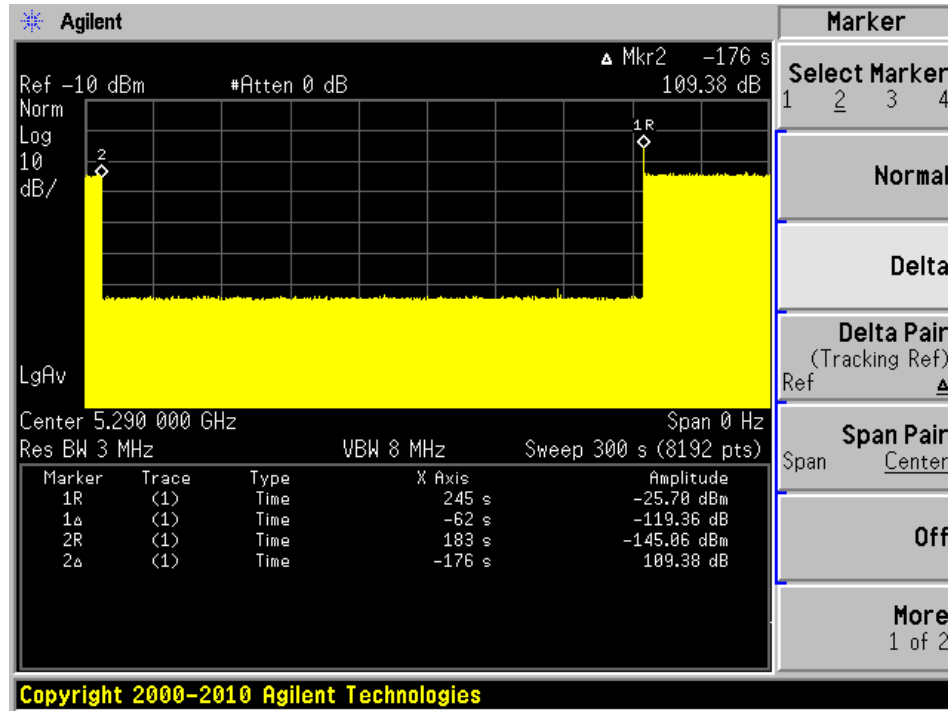 Agilent
Marker
▲ Mkr2 -176 s
Ref -10 dBm #Atten 0 dB 109.38 dB
Norm
Log
10
dB/
1R
2
LgAv
Center 5.290 000 GHz Span 0 Hz
Res BW 3 MHz VBW 8 MHz Sweep 300 s (8192 pts)
Marker Trace Type X Axis Amplitude
1R (1) Time 245 s -25.70 dBm
1▵ (1) Time -62 s -119.36 dB
2R (1) Time 183 s -145.06 dBm
2▵ (1) Time -176 s 109.38 dB
Select Marker
1 2 3 4
Normal
Delta
Delta Pair
(Tracking Ref)
Ref ▲
Span Pair
Span Center
Off
More
1 of 2
Copyright 2000-2010 Agilent Technologies